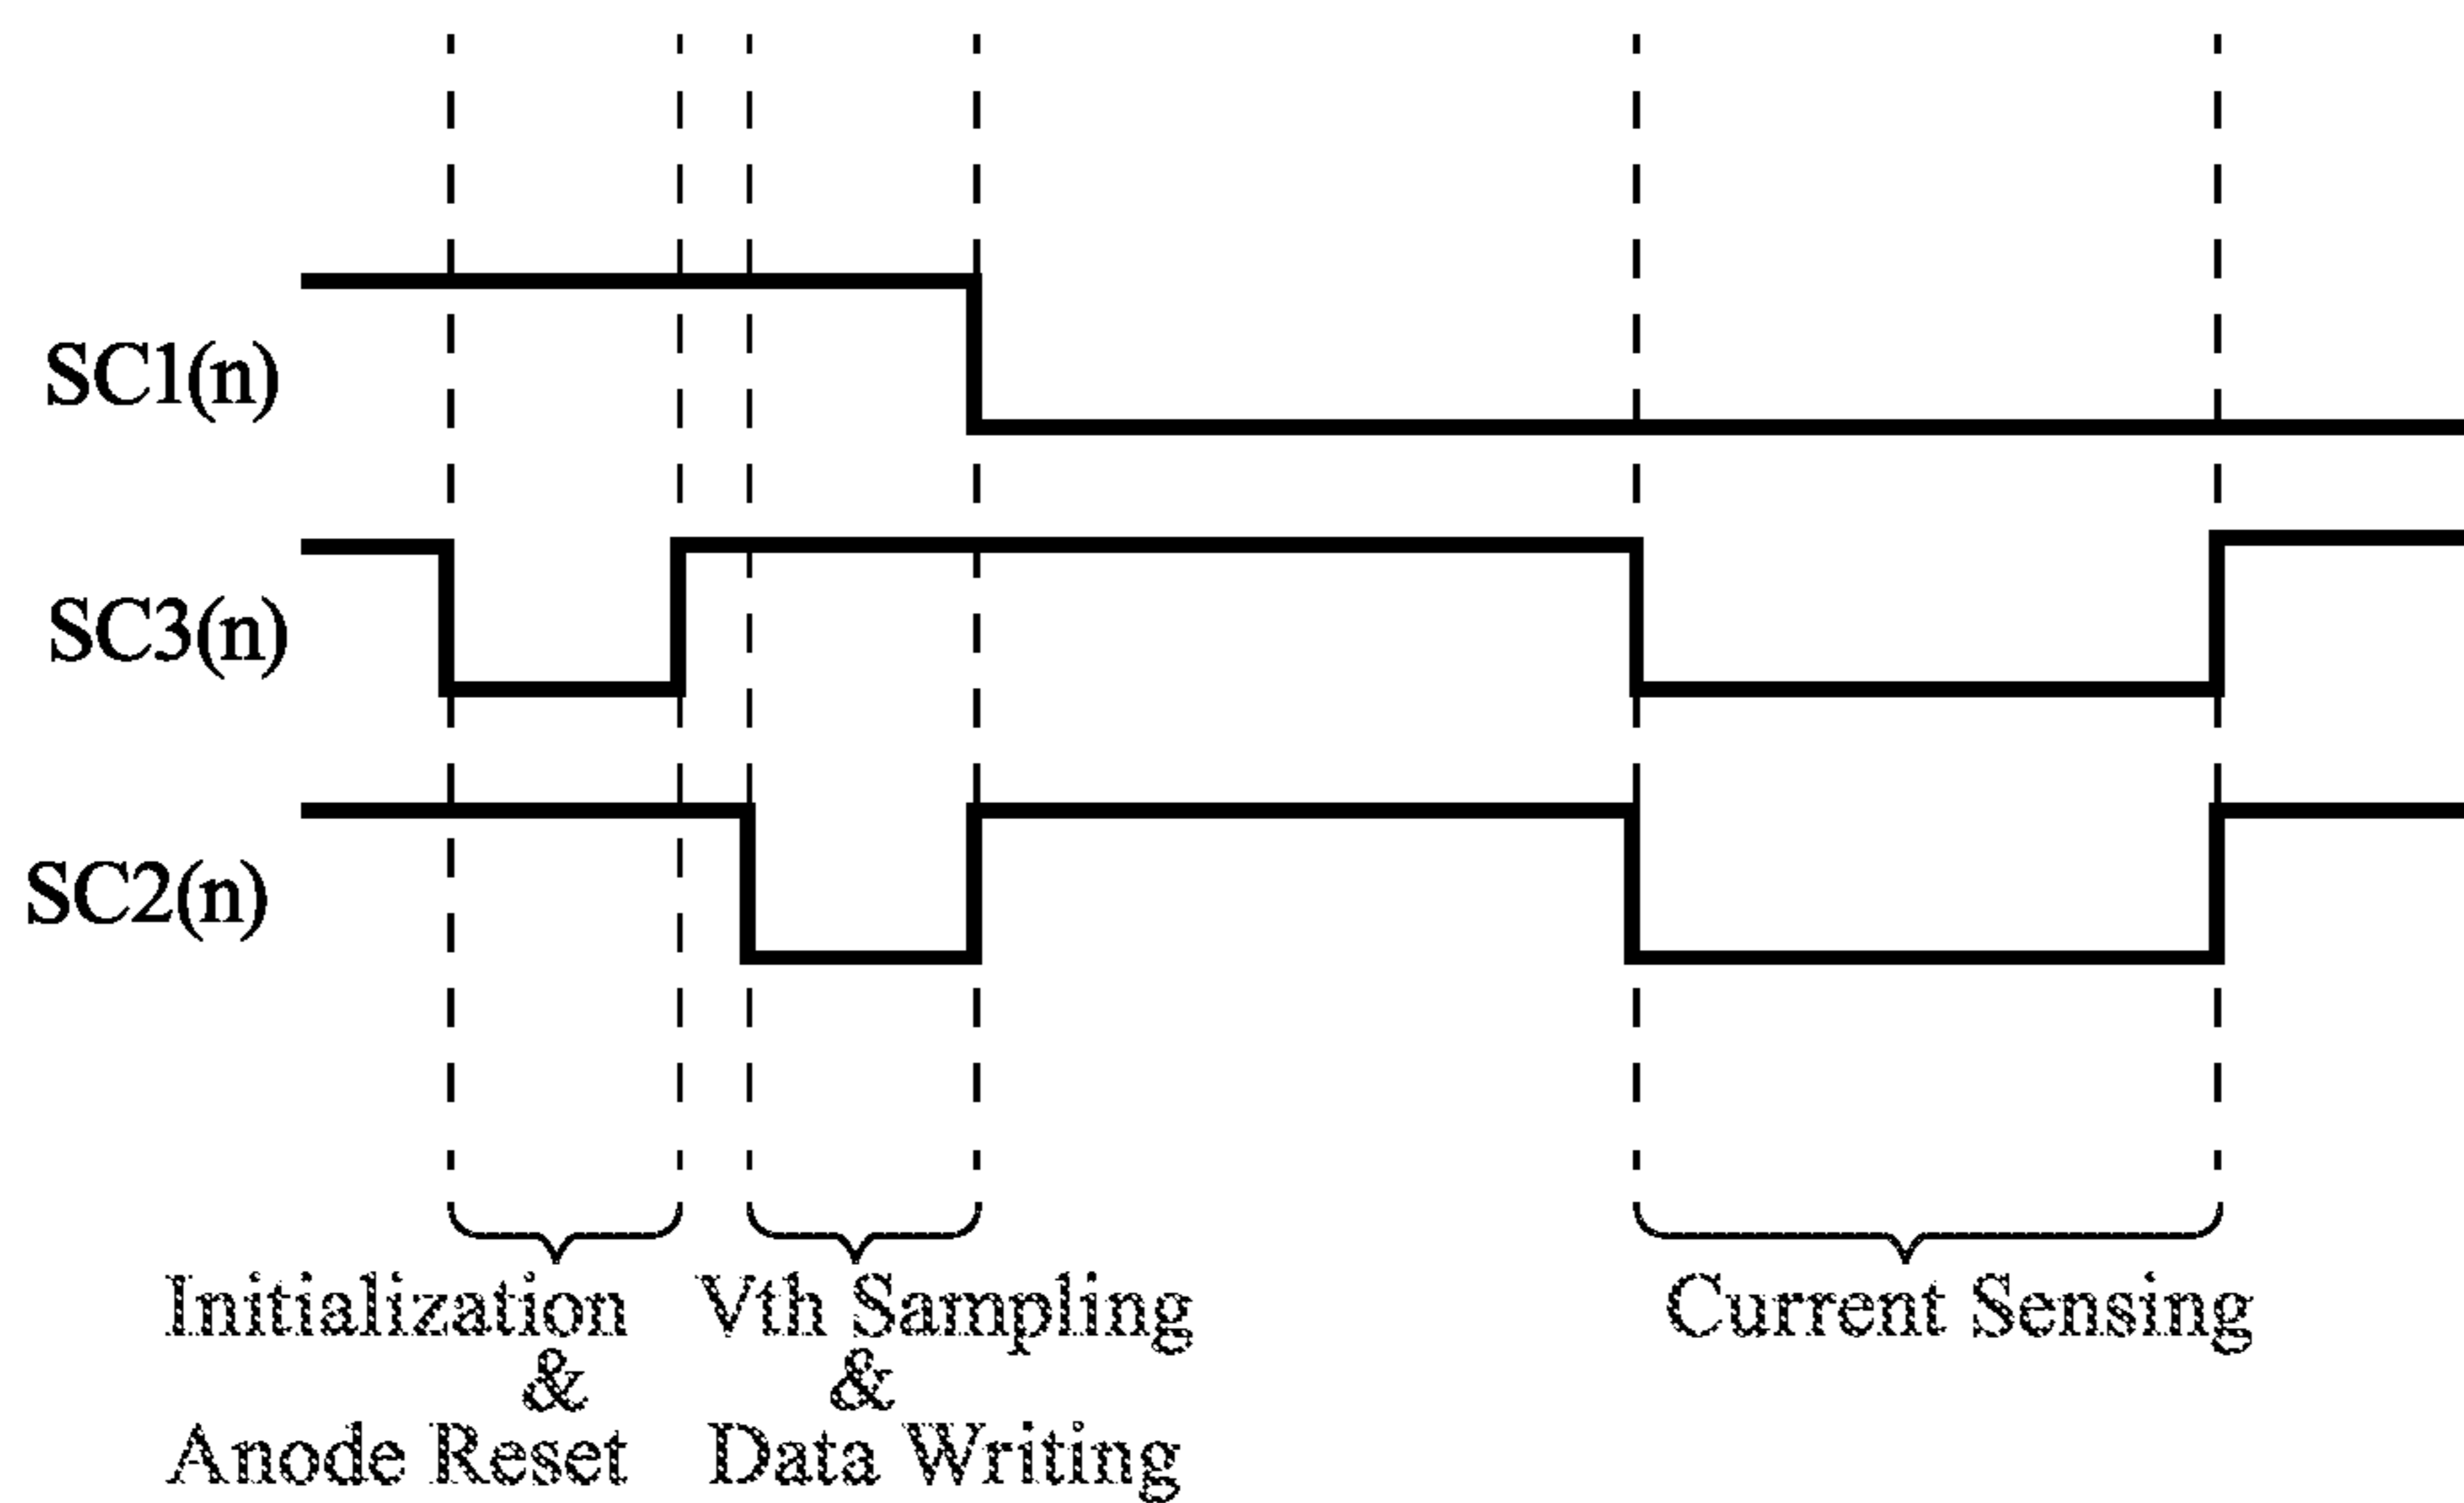 SC1(n)
SC3(n)
SC2(n)
Initialization
&
Anode Reset
Vth Sampling
&
Data Writing
Current Sensing